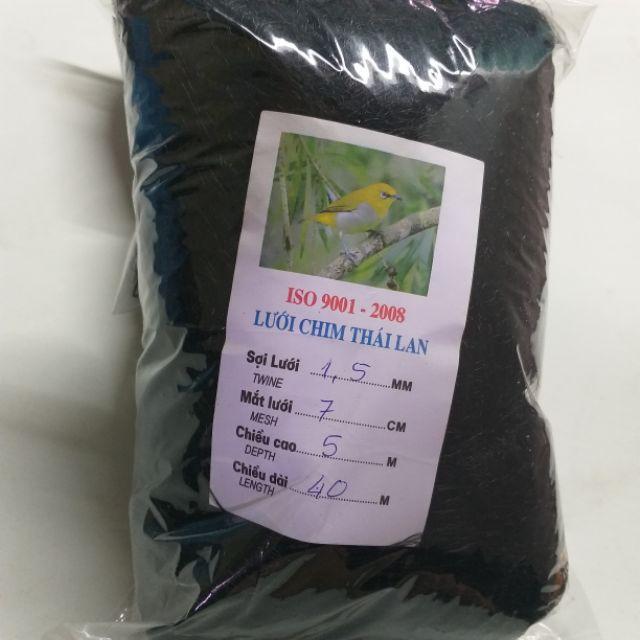 ISO 9001 - 2008
LƯỚI CHIM THÁI LAN
Sợi Lưới ....1,5.......MM
TWINE
Mắt lưới ....7..........CM
MESH
Chiều cao.....5..........M
DEPTH
Chiều dài ....40.......M
LENGTH